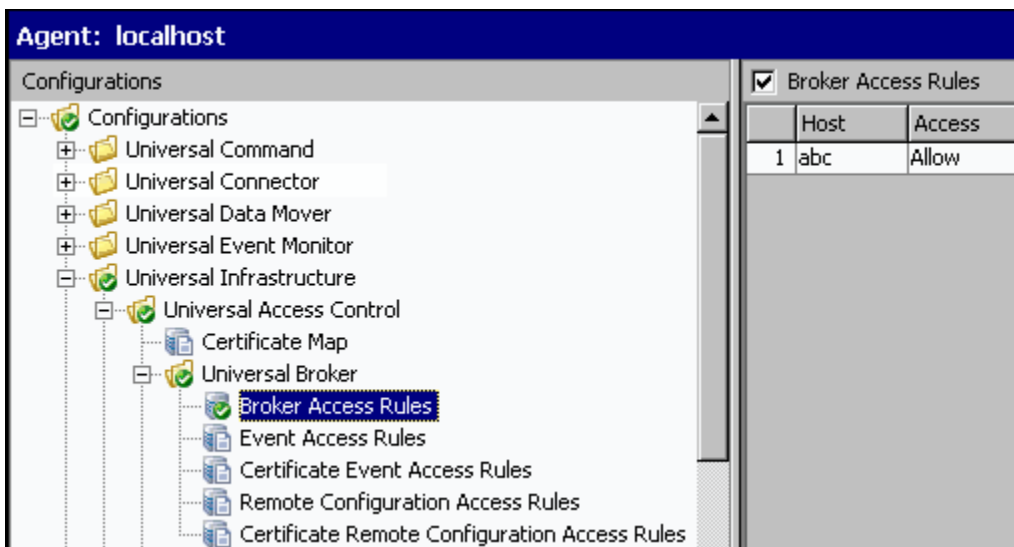 Agent: localhost
Configurations
Configurations
Universal Command
Universal Connector
Universal Data Mover
Universal Event Monitor
Universal Infrastructure
Universal Access Control
Certificate Map
Universal Broker
Broker Access Rules
Event Access Rules
Certificate Event Access Rules
Remote Configuration Access Rules
Certificate Remote Configuration Access Rules
Broker Access Rules
Host Access
1 abc Allow